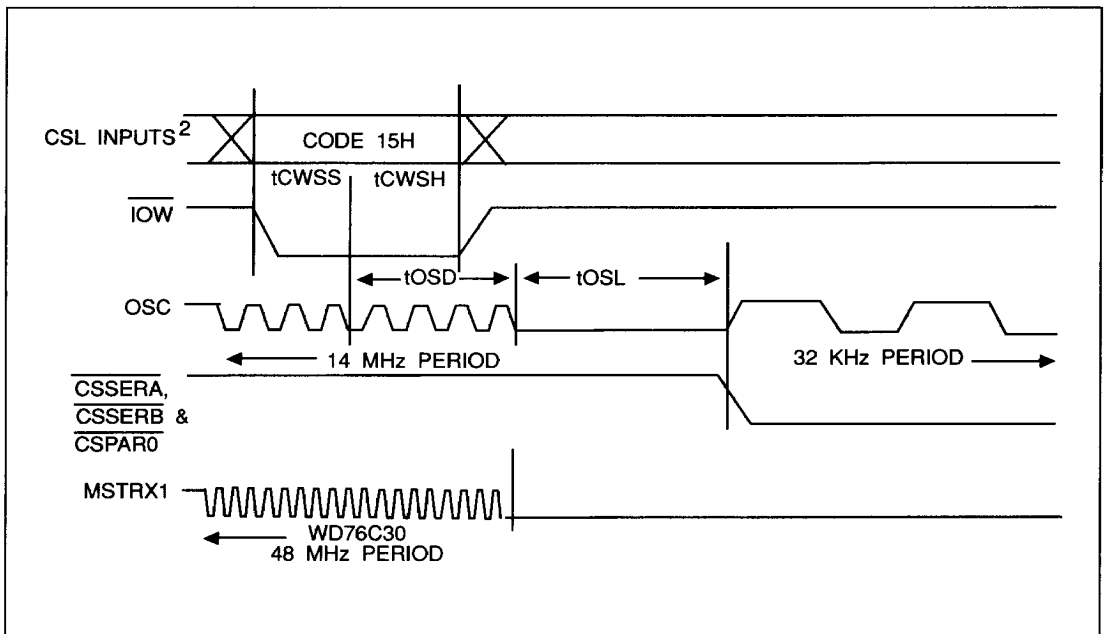 CSL INPUTS2
CODE 15H
tCWSS tCWSH
IOW
tOSD tOSL
OSC
14 MHz PERIOD 32 KHz PERIOD
CSSERA,
CSSERB &
CSPAR0
MSTRX1
WD76C30
48 MHz PERIOD